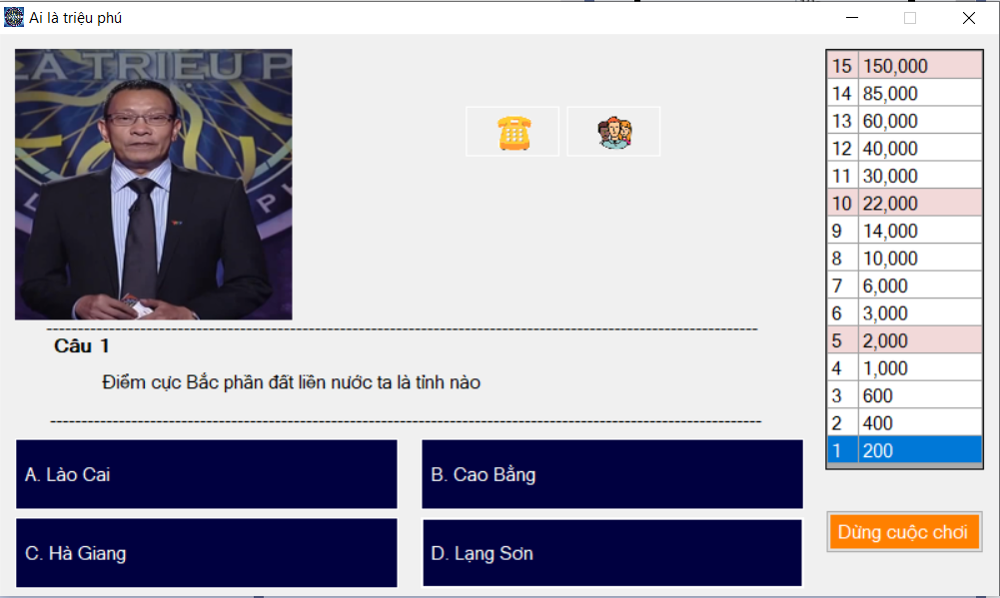 Ai là triệu phú
LÀ TRIỆU P
15 150,000
14 85,000
13 60,000
12 40,000
11 30,000
10 22,000
9 14,000
8 10,000
7 6,000
6 3,000
5 2,000
4 1,000
3 600
2 400
1 200
Câu 1
Điểm cực Bắc phần đất liền nước ta là tỉnh nào
A. Lào Cai
B. Cao Bằng
C. Hà Giang
D. Lạng Sơn
Dừng cuộc chơi